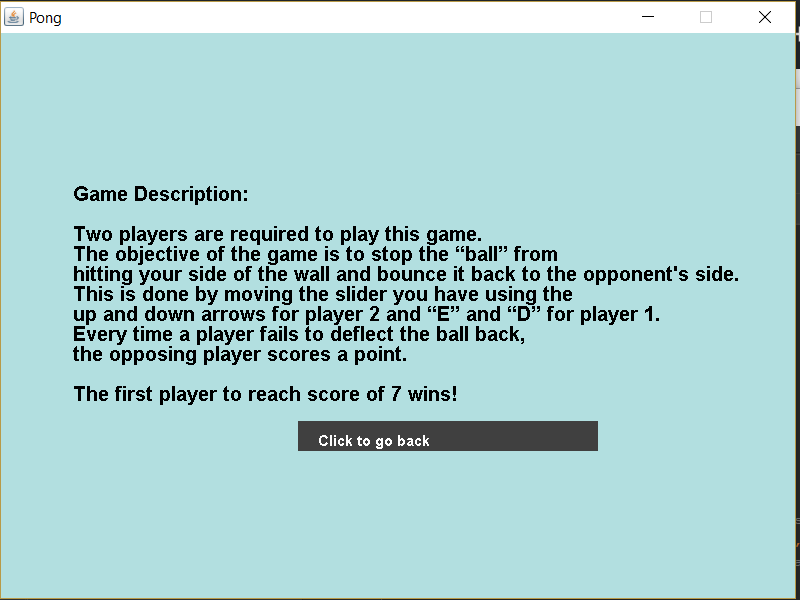 Pong
Game Description:
Two players are required to play this game.
The objective of the game is to stop the “ball” from
hitting your side of the wall and bounce it back to the opponent's side.
This is done by moving the slider you have using the
up and down arrows for player 2 and “E” and “D” for player 1.
Every time a player fails to deflect the ball back,
the opposing player scores a point.
The first player to reach score of 7 wins!
Click to go back